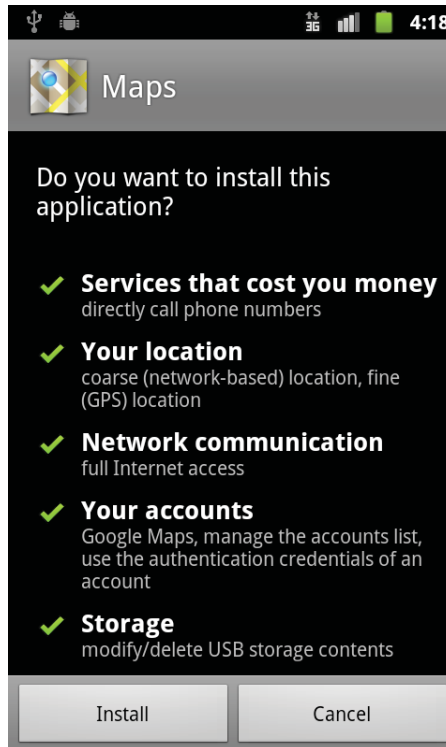 3G 4:18
Maps
Do you want to install this
application?
Services that cost you money
directly call phone numbers
Your location
coarse (network-based) location, fine
(GPS) location
Network communication
full Internet access
Your accounts
Google Maps, manage the accounts list,
use the authentication credentials of an
account
Storage
modify/delete USB storage contents
Install Cancel